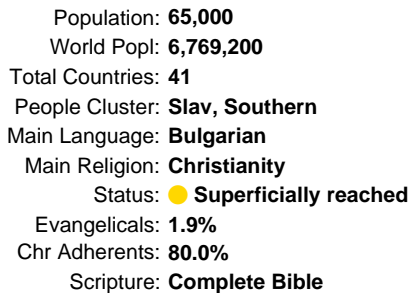 Population: 65,000
World Popl: 6,769,200
Total Countries: 41
People Cluster: Slav, Southern
Main Language: Bulgarian
Main Religion: Christianity
Status: Superficially reached
Evangelicals: 1.9%
Chr Adherents: 80.0%
Scripture: Complete Bible